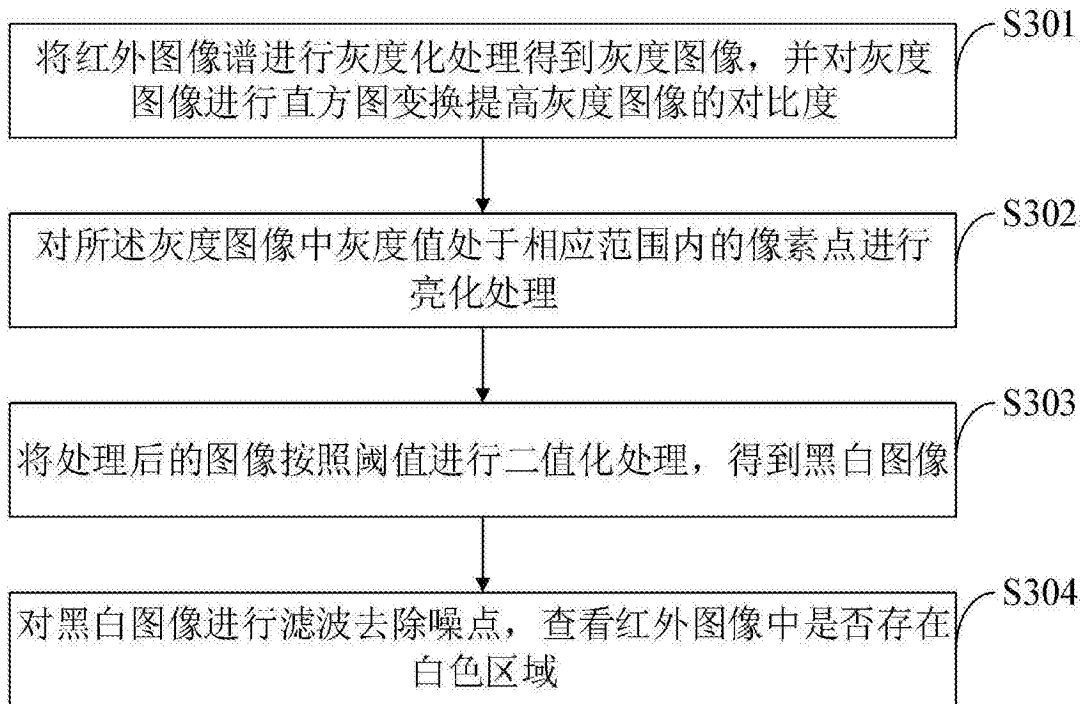 S301
将红外图像谱进行灰度化处理得到灰度图像，并对灰度
图像进行直方图变换提高灰度图像的对比度
S302
对所述灰度图像中灰度值处于相应范围内的像素点进行
亮化处理
S303
将处理后的图像按照阈值进行二值化处理，得到黑白图像
S304
对黑白图像进行滤波去除噪点，查看红外图像中是否存在
白色区域